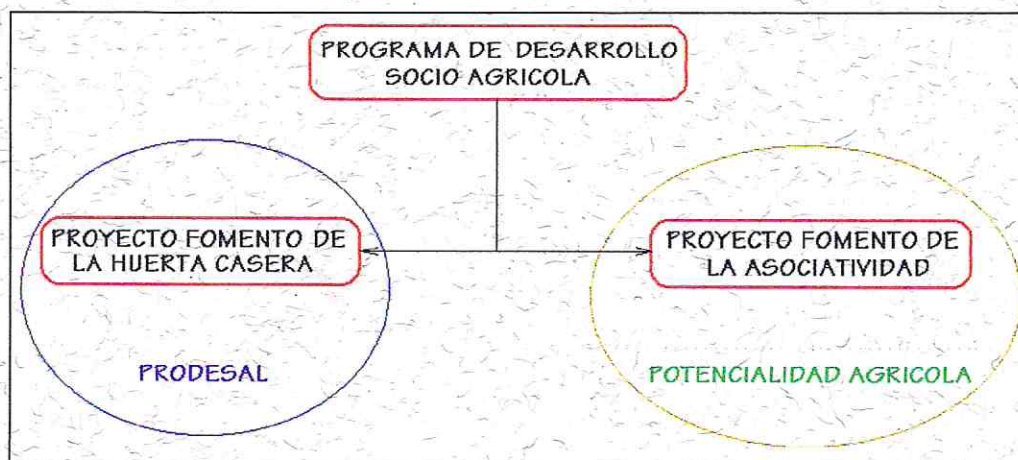 PROGRAMA DE DESARROLLO
SOCIO AGRICOLA
PROYECTO FOMENTO DE
LA HUERTA CASERA
PROYECTO FOMENTO DE
LA ASOCIATIVIDAD
PRODESAL
POTENCIALIDAD AGRICOLA